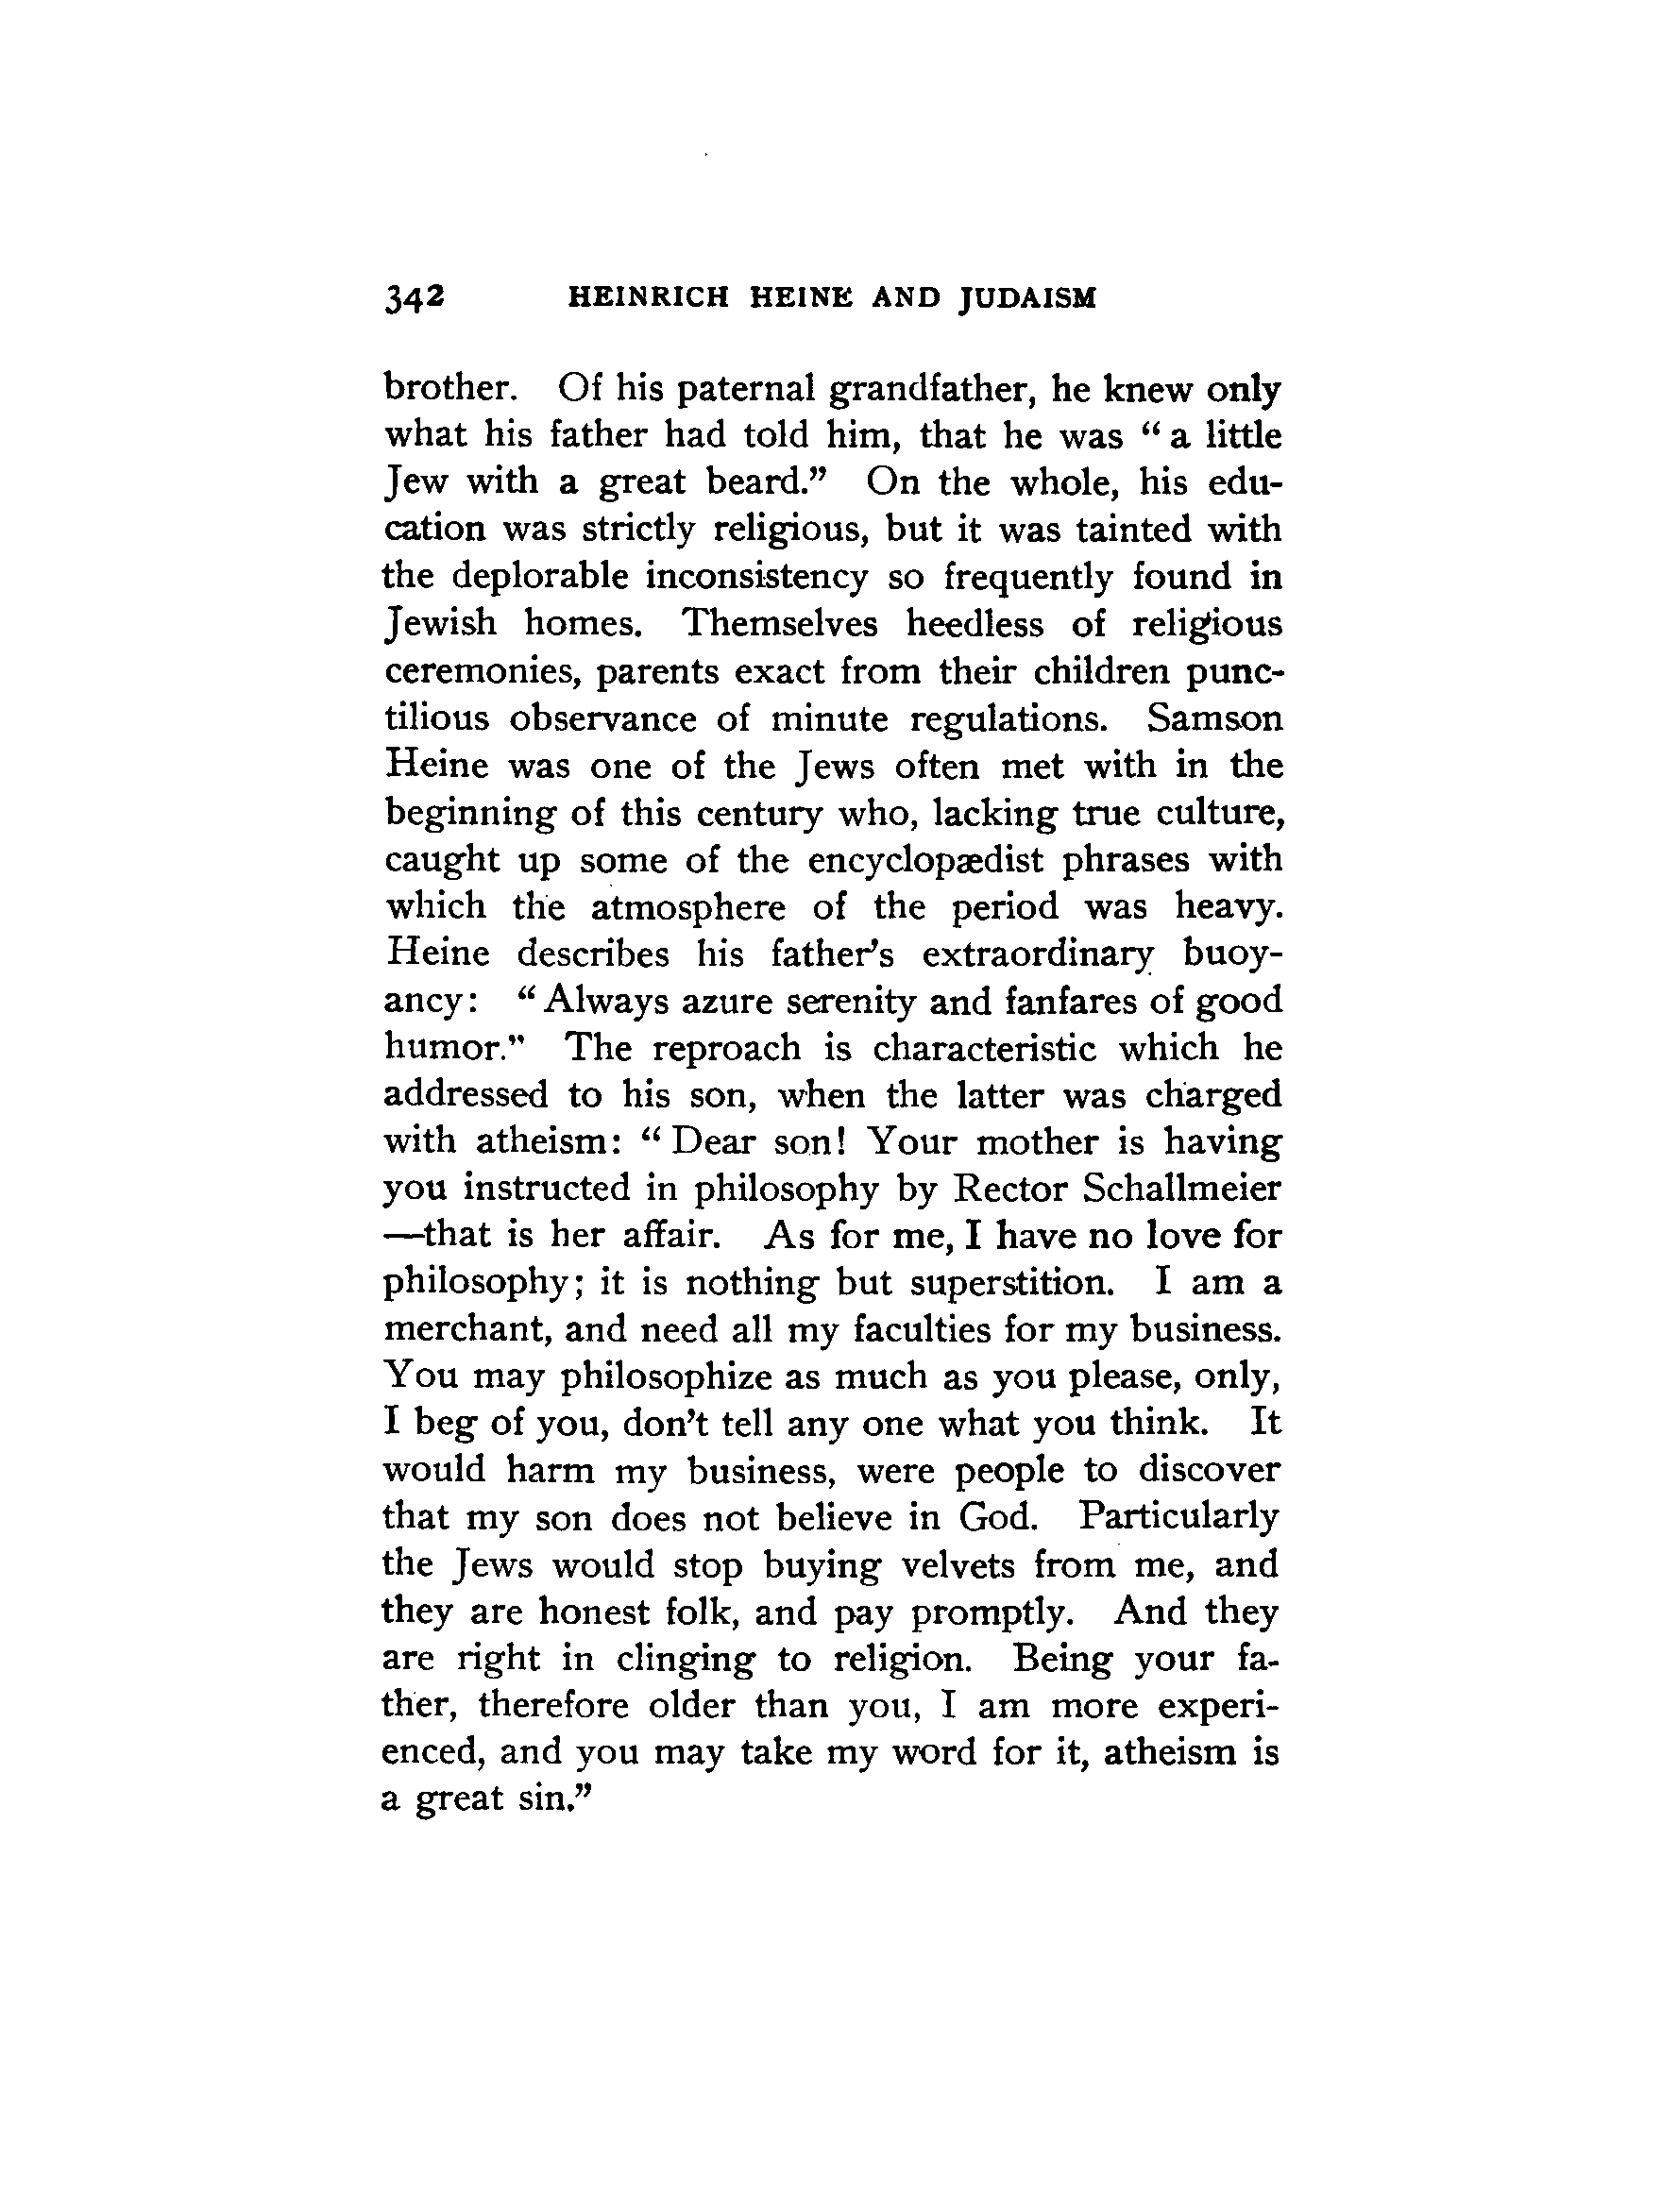 342 HEINRICH HEINE AND JUDAISM
brother. Of his paternal grandfather, he knew only
what his father had told him, that he was “ a little
Jew with a great beard.” On the whole, his edu-
cation was strictly religious, but it was tainted with
the deplorable inconsistency so frequently found in
Jewish homes. Themselves heedless of religious
ceremonies, parents exact from their children punc-
tilious observance of minute regulations. Samson
Heine was one of the Jews often met with in the
beginning of this century who, lacking true culture,
caught up some of the encyclopædist phrases with
which the atmosphere of the period was heavy.
Heine describes his father’s extraordinary buoy-
ancy: “ Always azure serenity and fanfares of good
humor.” The reproach is characteristic which he
addressed to his son, when the latter was charged
with atheism: “ Dear son! Your mother is having
you instructed in philosophy by Rector Schallmeier
—that is her affair. As for me, I have no love for
philosophy; it is nothing but superstition. I am a
merchant, and need all my faculties for my business.
You may philosophize as much as you please, only,
I beg of you, don’t tell any one what you think. It
would harm my business, were people to discover
that my son does not believe in God. Particularly
the Jews would stop buying velvets from me, and
they are honest folk, and pay promptly. And they
are right in clinging to religion. Being your fa-
ther, therefore older than you, I am more experi-
enced, and you may take my word for it, atheism is
a great sin.”